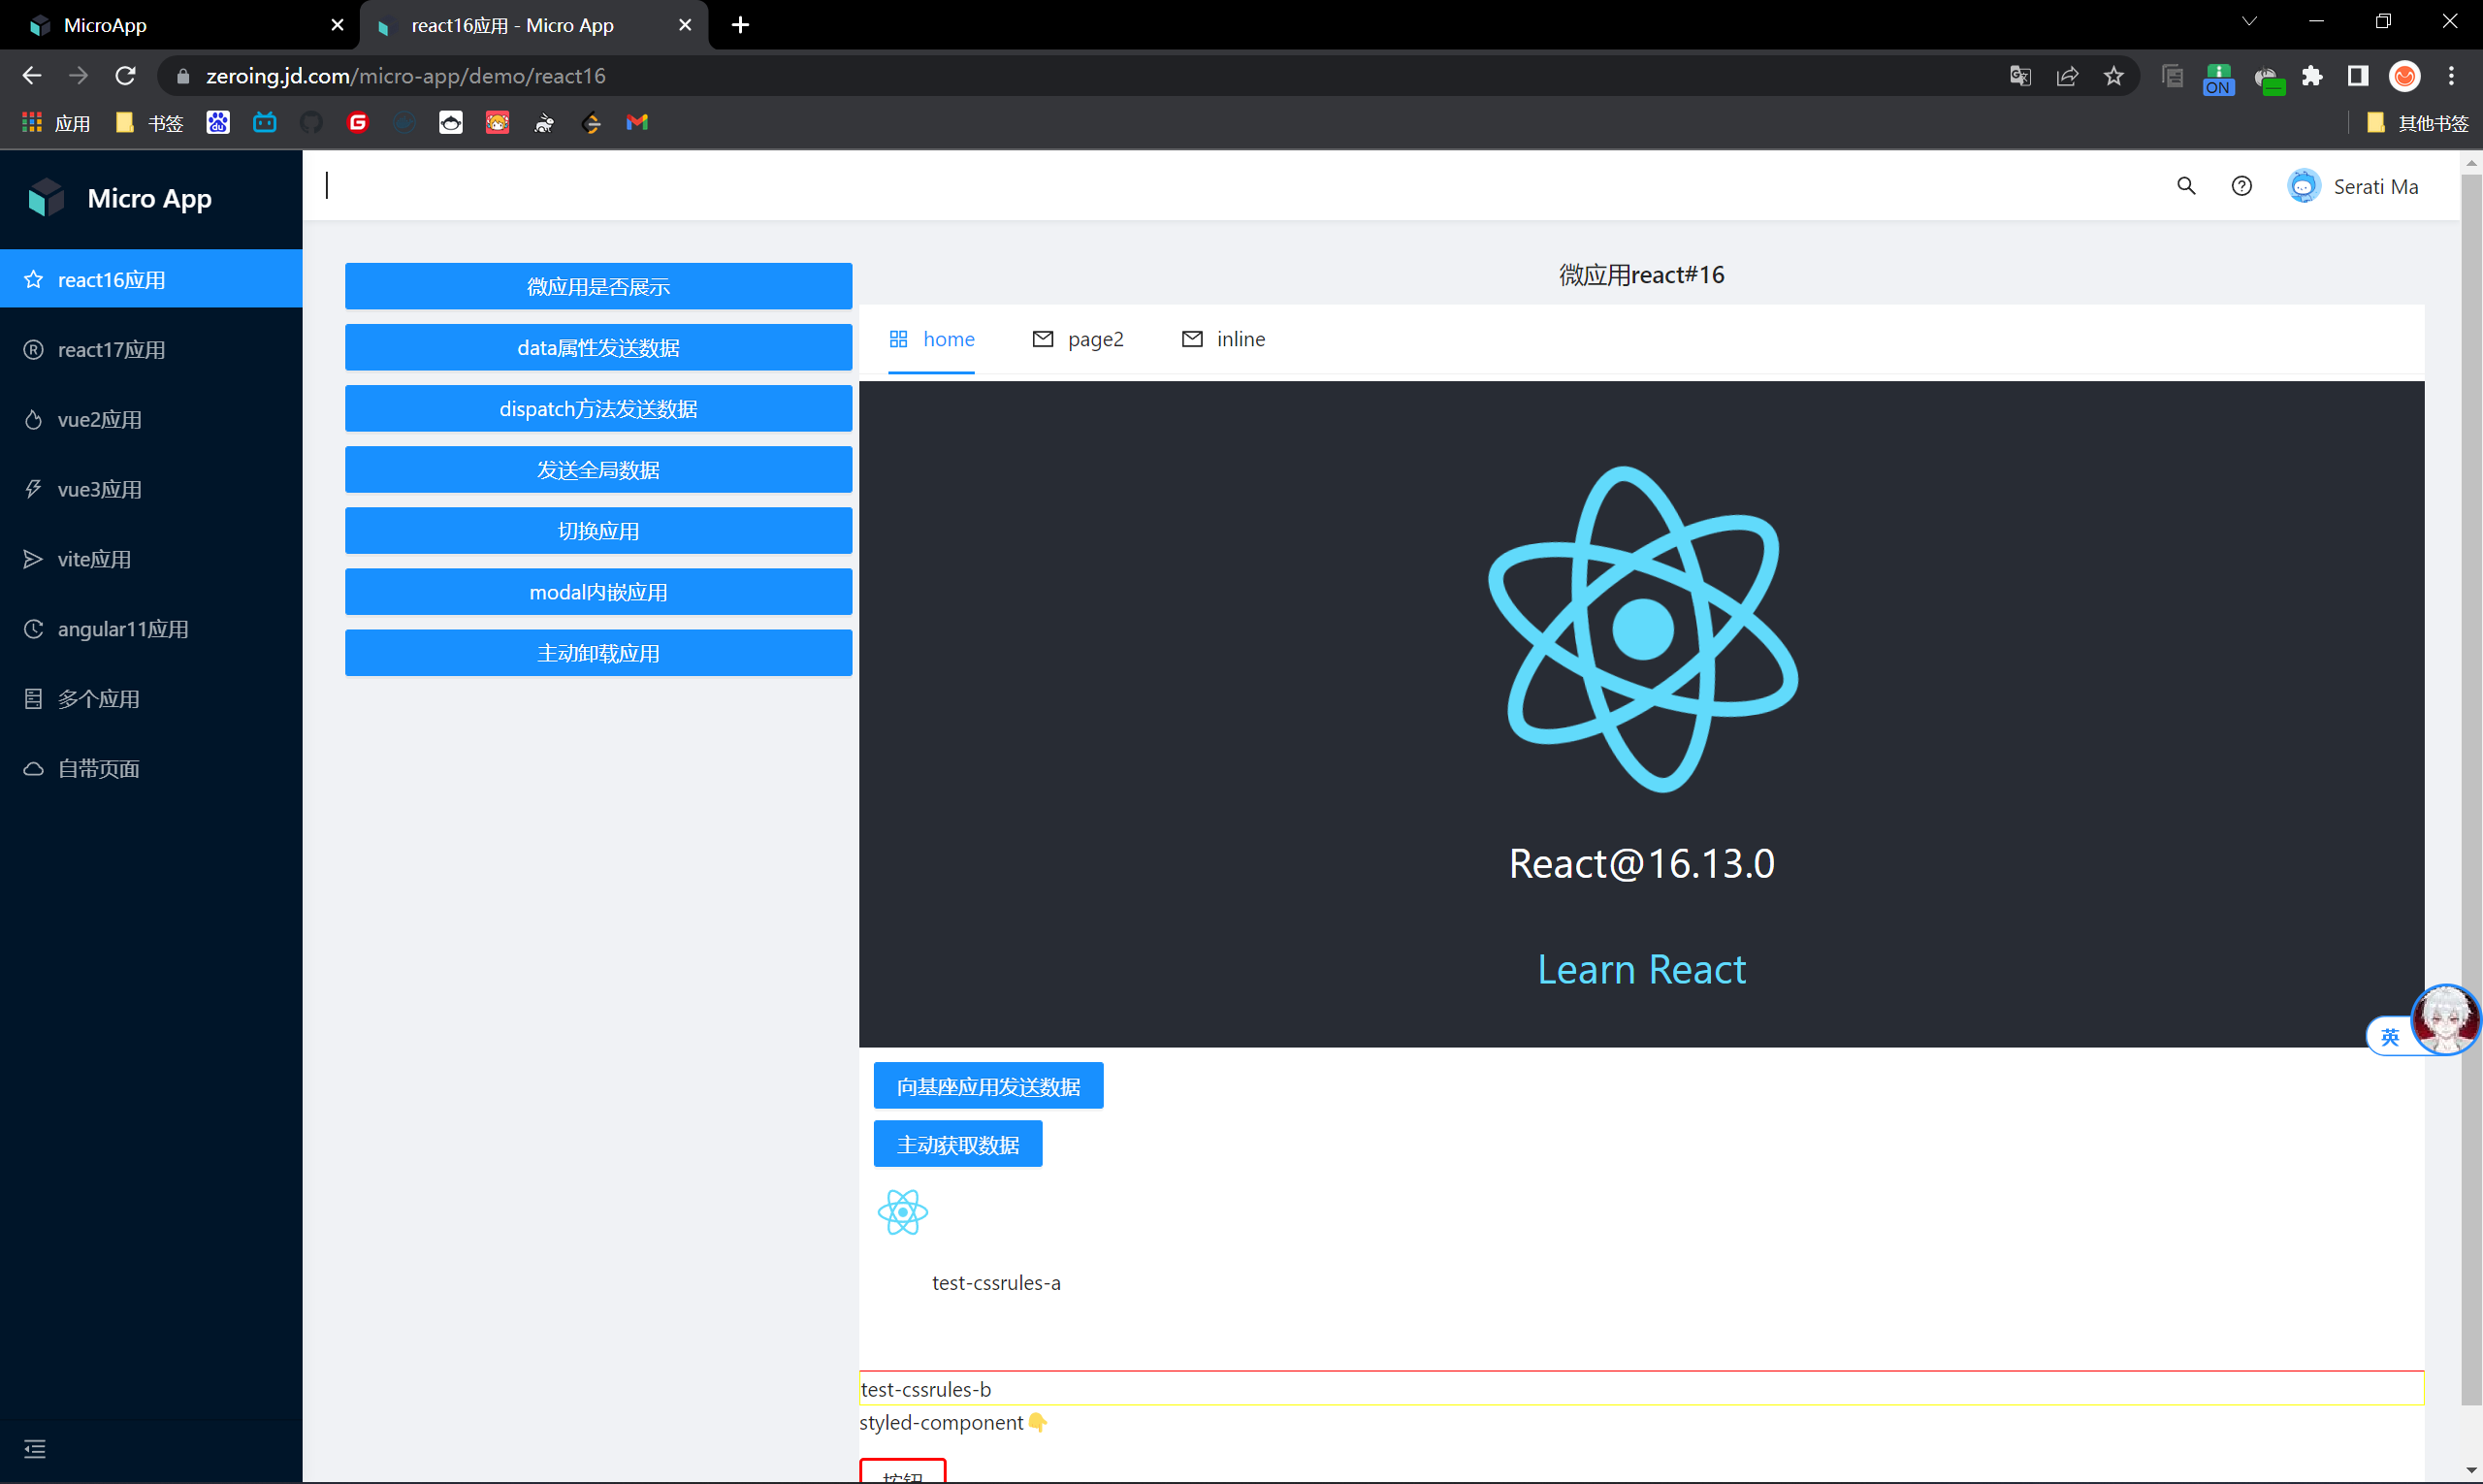 MicroApp
react16应用 - Micro App
zeroing.jd.com/micro-app/demo/react16
ON
应用
书签
du
G
其他书签
Micro App
Serati Ma
react16应用
react17应用
vue2应用
vue3应用
vite应用
angular11应用
多个应用
自带页面
微应用是否展示
data属性发送数据
dispatch方法发送数据
发送全局数据
切换应用
modal内嵌应用
主动卸载应用
微应用react#16
home
page2
inline
React@16.13.0
Learn React
英
向基座应用发送数据
主动获取数据
test-cssrules-a
test-cssrules-b
styled-component👇
按钮